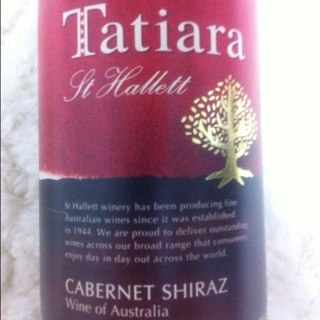 Tatiara
St Hallett
St Hallett winery has been producing fine
Australian wines since it was established
in 1944. We are proud to deliver outstanding
wines across our broad range that consumers
enjoy day in day out across the world.
CABERNET SHIRAZ
Wine of Australia